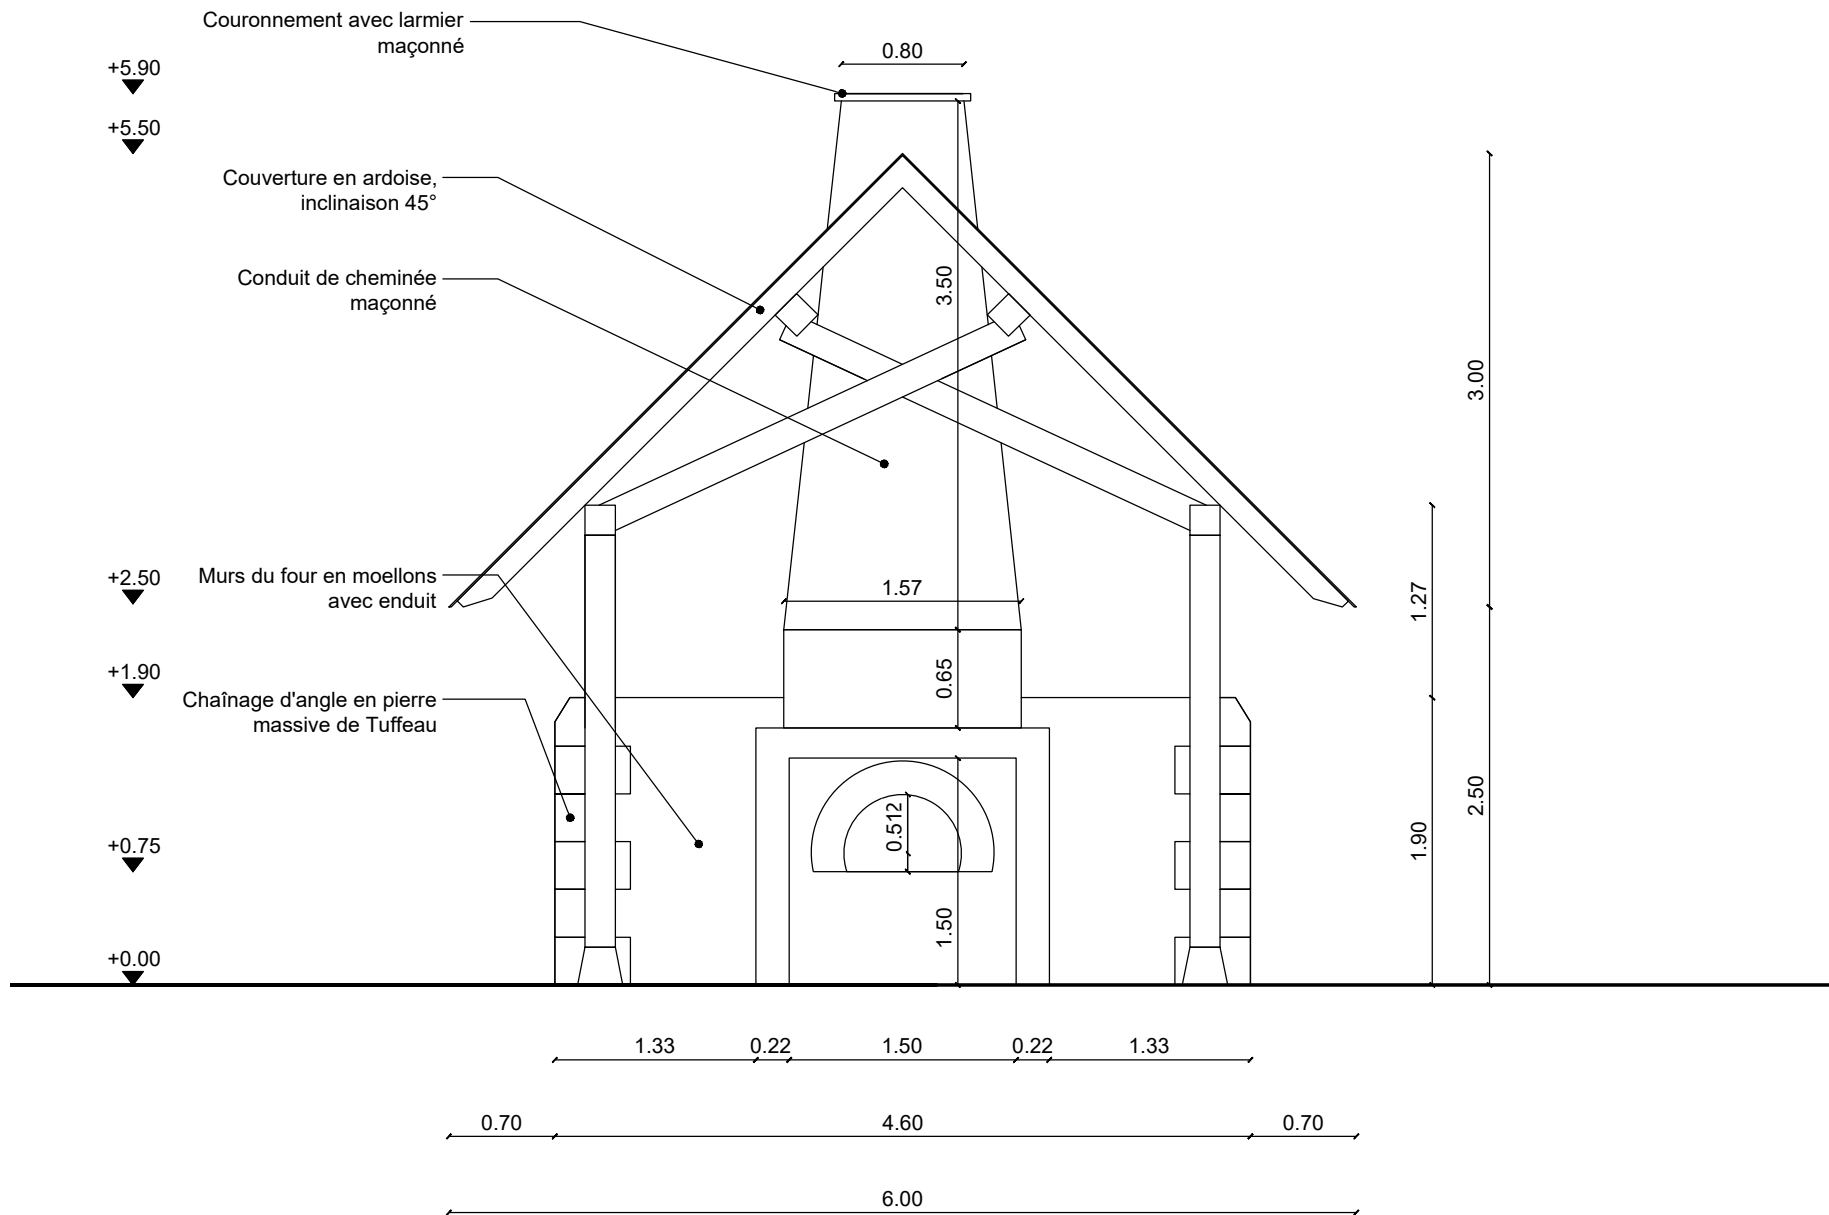 Couronnement avec larmier
maçonné
0.80
+5.90
+5.50
Couverture en ardoise,
inclinaison 45°
Conduit de cheminée
maçonné
3.50
3.00
+2.50
Murs du four en moellons
avec enduit
1.57
1.27
+1.90
0.65
Chaînage d'angle en pierre
massive de Tuffeau
2.50
0.512
1.90
+0.75
1.50
+0.00
1.33
0.22
1.50
0.22
1.33
0.70
4.60
0.70
6.00